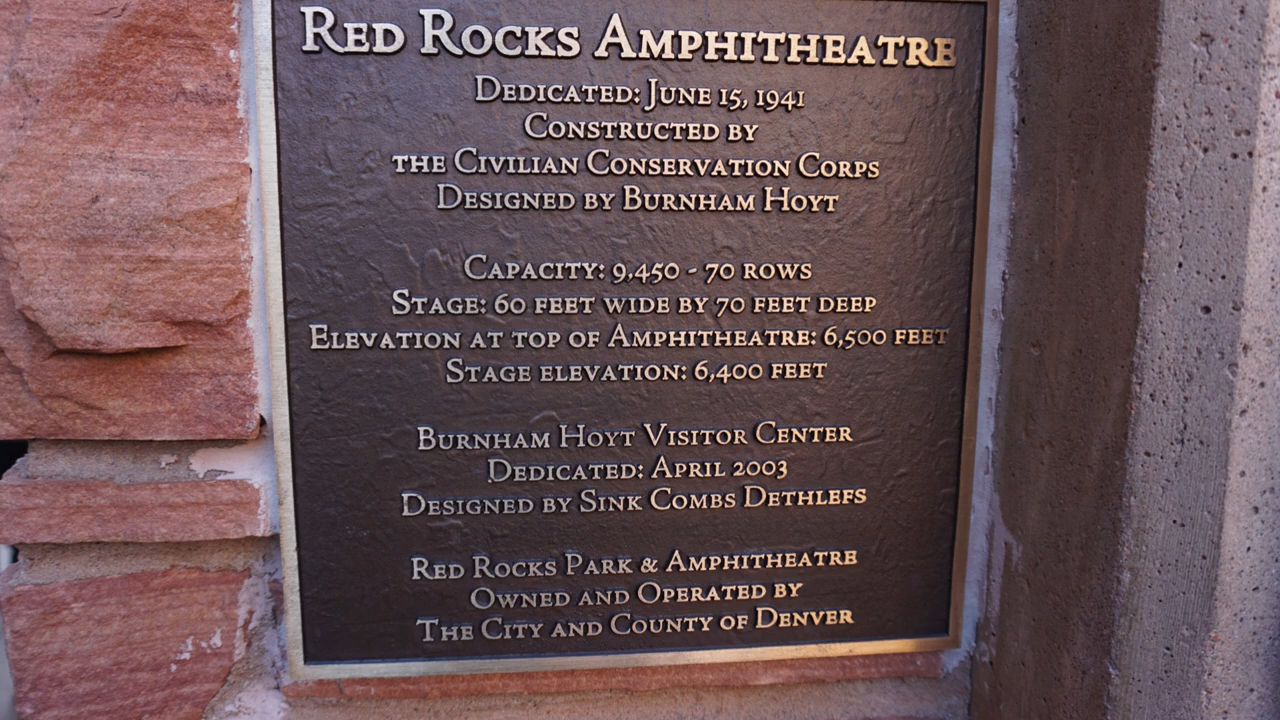 Red Rocks Amphitheatre
Dedicated: June 15, 1941
Constructed by
the Civilian Conservation Corps
Designed by Burnham Hoyt
Capacity: 9,450 - 70 rows
Stage: 60 feet wide by 70 feet deep
Elevation at top of Amphitheatre: 6,500 feet
Stage elevation: 6,400 feet
Burnham Hoyt Visitor Center
Dedicated: April 2003
Designed by Sink Combs Dethlefs
Red Rocks Park & Amphitheatre
Owned and Operated by
The City and County of Denver